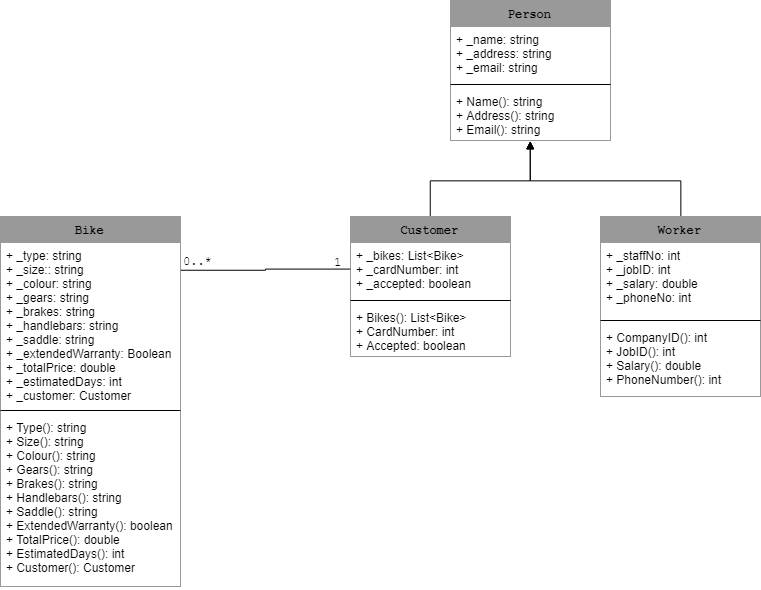 Person
+ _name: string
+ _address: string
+ _email: string
+ Name(): string
+ Address(): string
+ Email(): string
Bike
+ _type: string
+ _size:: string
+ _colour: string
+ _gears: string
+ _brakes: string
+ _handlebars: string
+ _saddle: string
+ _extendedWarranty: Boolean
+ _totalPrice: double
+ _estimatedDays: int
+ _customer: Customer
+ Type(): string
+ Size(): string
+ Colour(): string
+ Gears(): string
+ Brakes(): string
+ Handlebars(): string
+ Saddle(): string
+ ExtendedWarranty(): boolean
+ TotalPrice(): double
+ EstimatedDays(): int
+ Customer(): Customer
0..*
1
Customer
+ _bikes: List<Bike>
+ _cardNumber: int
+ _accepted: boolean
+ Bikes(): List<Bike>
+ CardNumber: int
+ Accepted: boolean
Worker
+ _staffNo: int
+ _jobID: int
+ _salary: double
+ _phoneNo: int
+ CompanyID(): int
+ JobID(): int
+ Salary(): double
+ PhoneNumber(): int